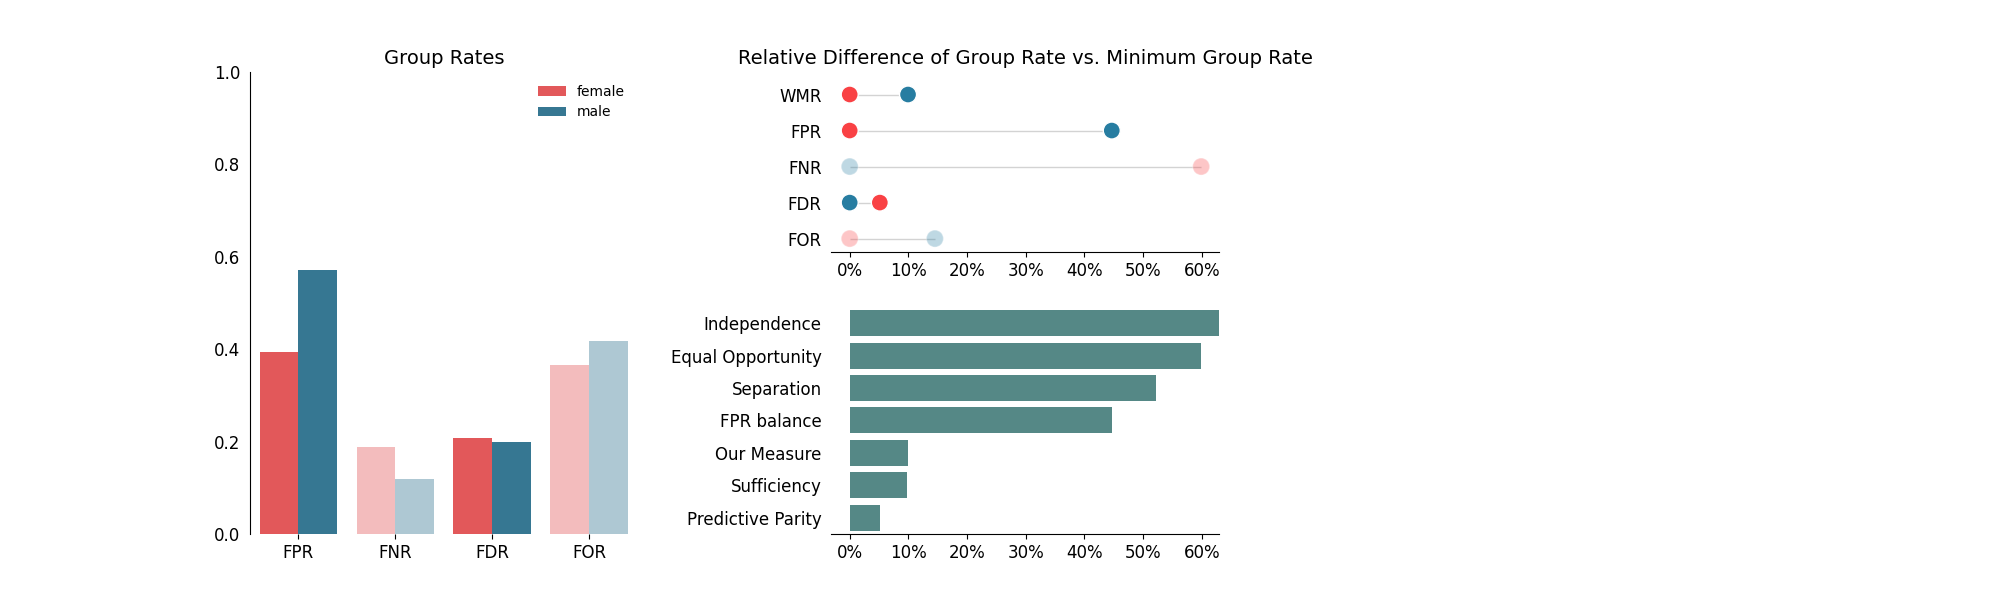 Group Rates
1.0
0.8
0.6
0.4
0.2
0.0
female
male
FPR
FNR
FDR
FOR
Relative Difference of Group Rate vs. Minimum Group Rate
WMR
FPR
FNR
FDR
FOR
0% 10% 20% 30% 40% 50% 60%
Independence
Equal Opportunity
Separation
FPR balance
Our Measure
Sufficiency
Predictive Parity
0% 10% 20% 30% 40% 50% 60%